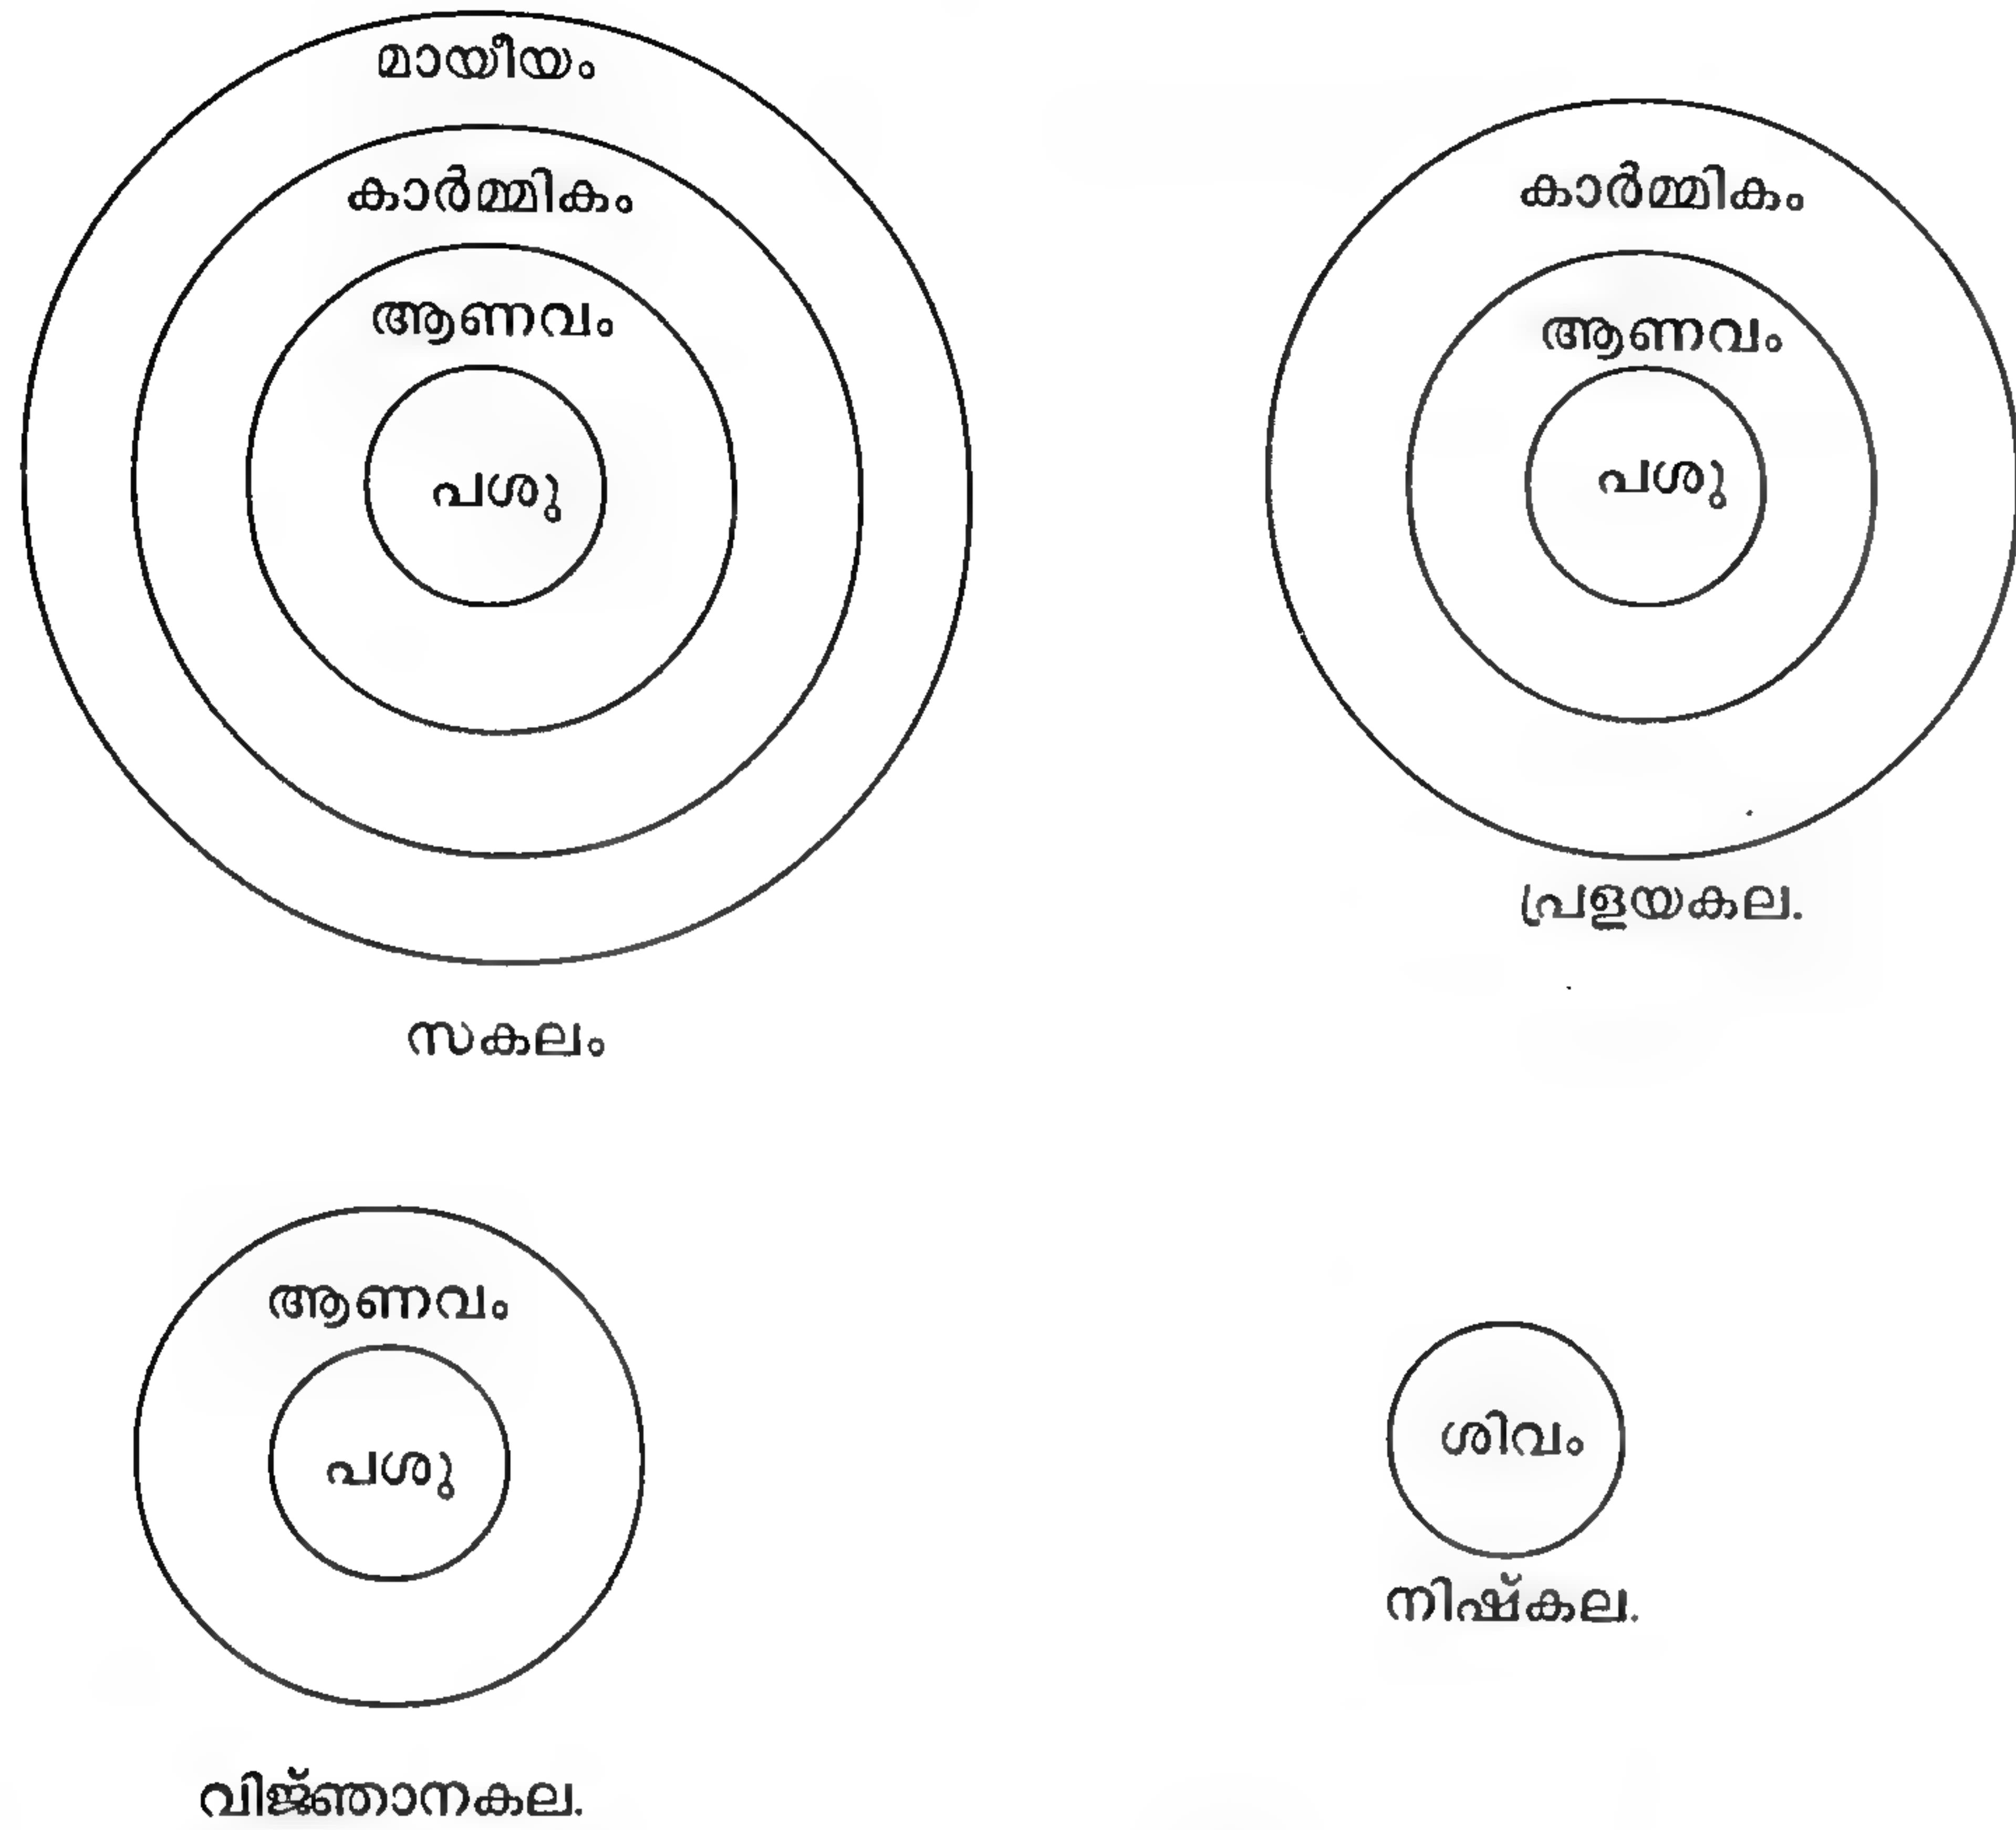 മായീയം
കാർമ്മികം
ആണവം
പശു
സകലം
കാർമ്മികം
ആണവം
പശു
പ്രളയകല.
ആണവം
പശു
വിജ്ഞാനകല.
ശിവം
നിഷ്കല.